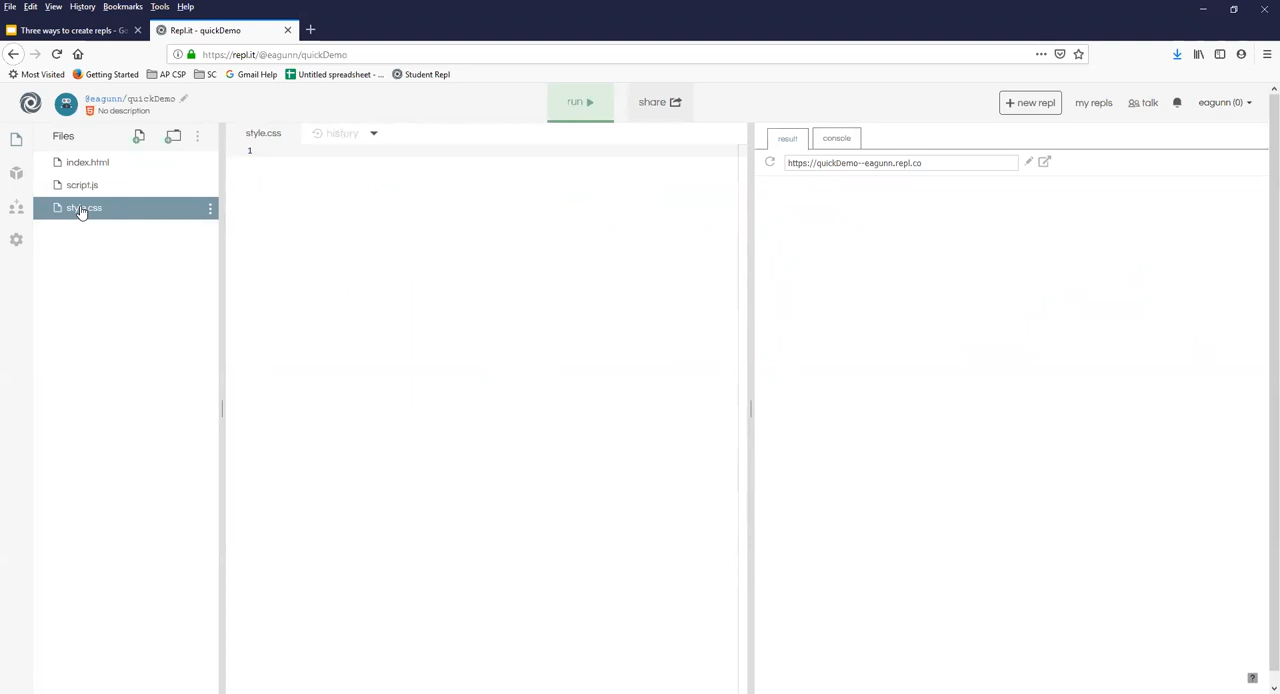 File Edit View History Bookmarks Tools Help
Three ways to create repls - Go
Repl.it - quickDemo
https://repl.it/@eagunn/quickDemo
Most Visited Getting Started AP CSP SC Gmail Help Untitled spreadsheet - ... Student Repl
@eagunn/quickDemo
No description
run
share
+ new repl
my repls
talk
eagunn (0)
Files
index.html
script.js
style.css
style.css
history
1
result
console
https://quickDemo--eagunn.repl.co
?